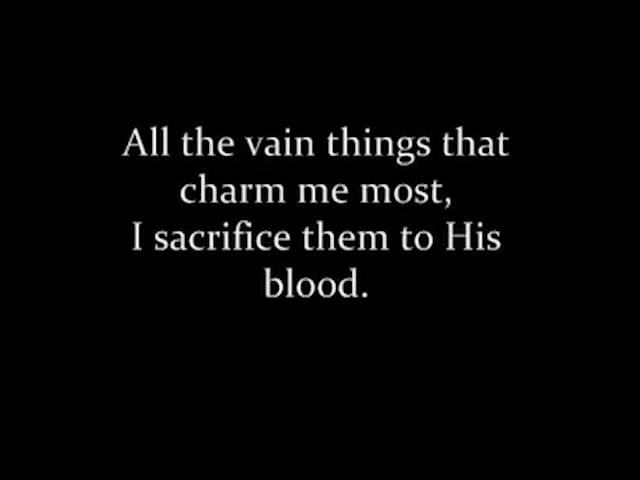 All the vain things that
charm me most,
I sacrifice them to His
blood.